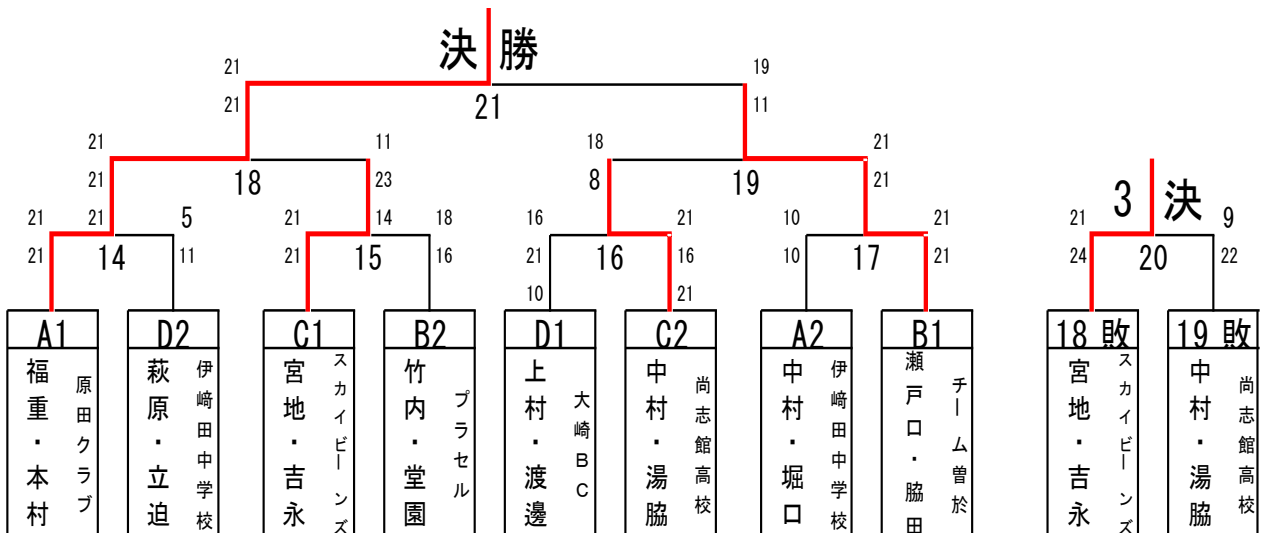 決 勝
21 19
21 11
21
21 11 18 21
21 23 8 21
18 19
3 決
21 21 5 21 14 18 16 21 10 21 21 9
21 11 21 16 21 16 10 21 24 22
14 15 16 17 20
10 21
A1 D2 C1 B2 D1 C2 A2 B1 18 敗 19 敗
福重・本村 原田クラブ
萩原・立迫 伊﨑田中学校
宮地・吉永 スカイビーンズ
竹内・堂園 プラセル
上村・渡邊 大崎BC
中村・湯脇 尚志館高校
中村・堀口 伊﨑田中学校
瀬戸口・脇田 チーム曽於
宮地・吉永 スカイビーンズ
中村・湯脇 尚志館高校